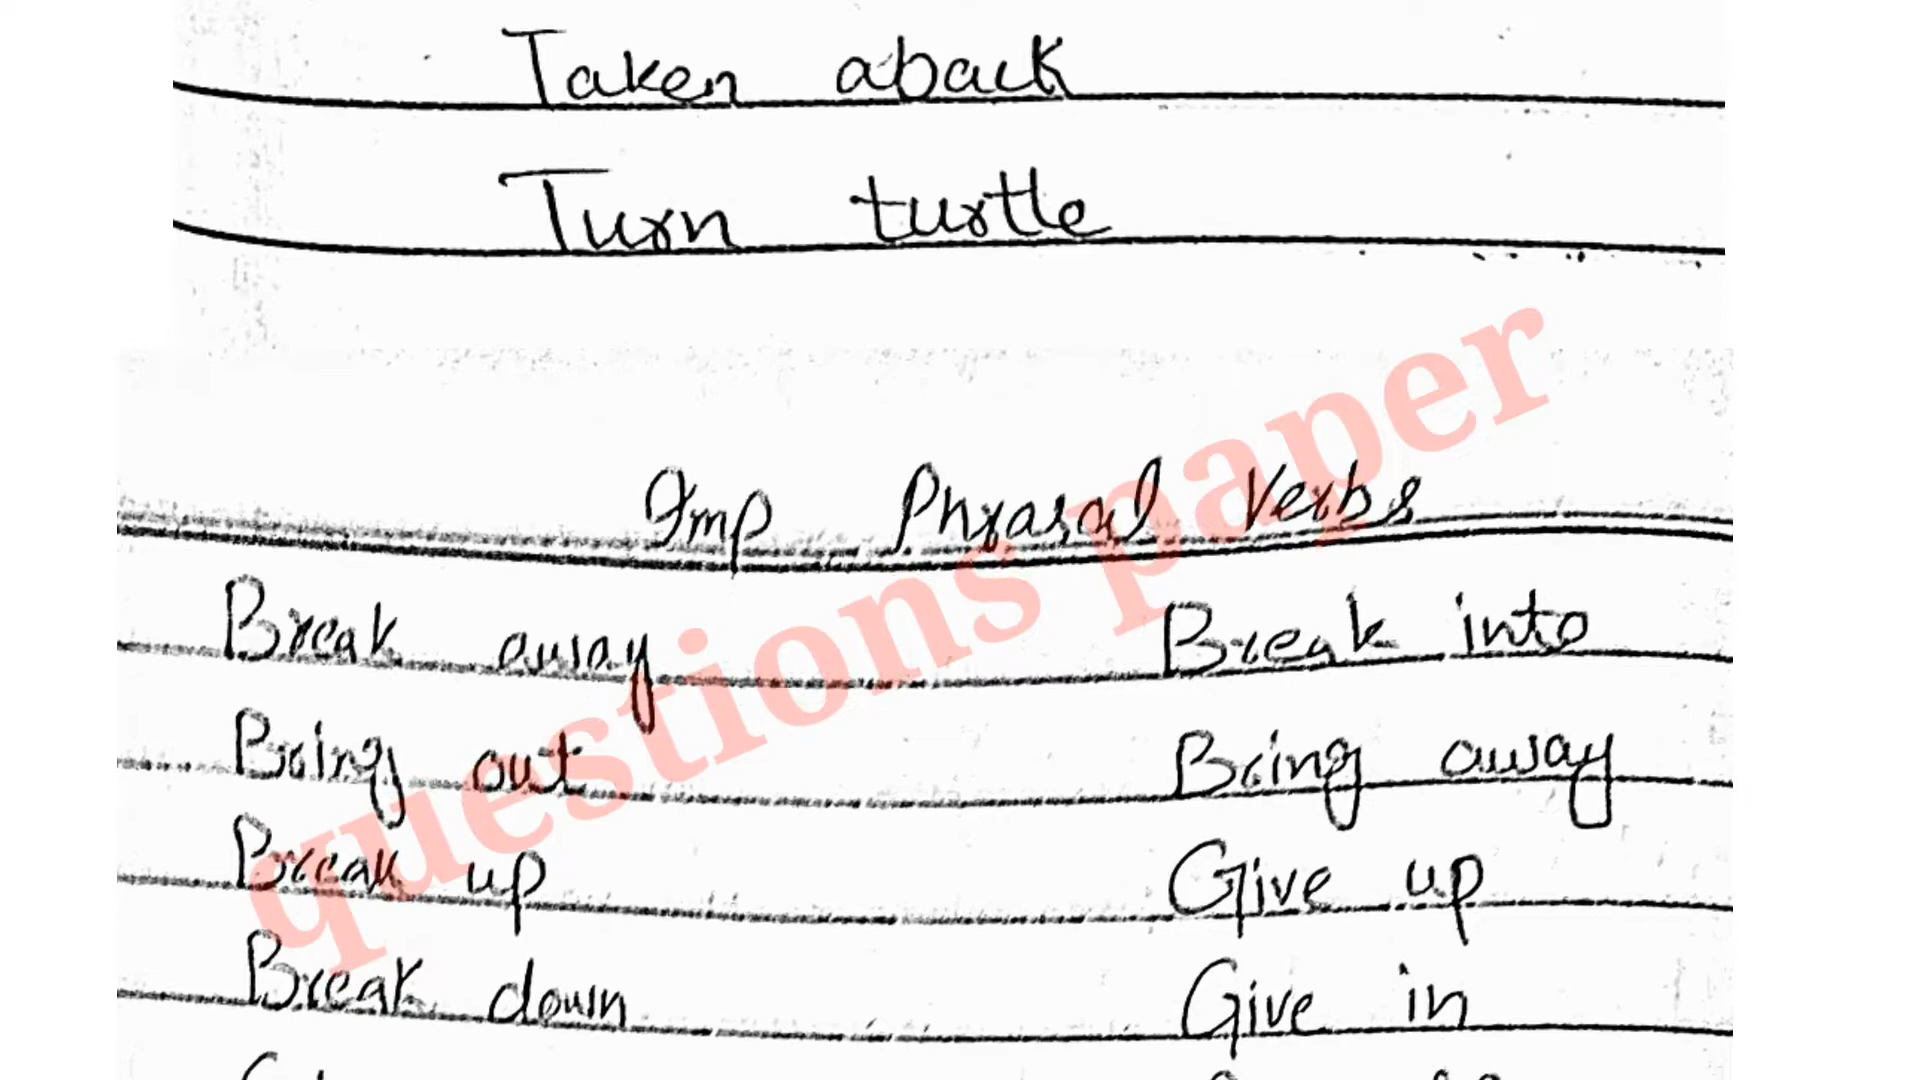 Taken aback
Turn turtle
Imp Phrasal Verbs
Break away Break into
Bring out Bring away
Break up Give up
Break down Give in
questions paper